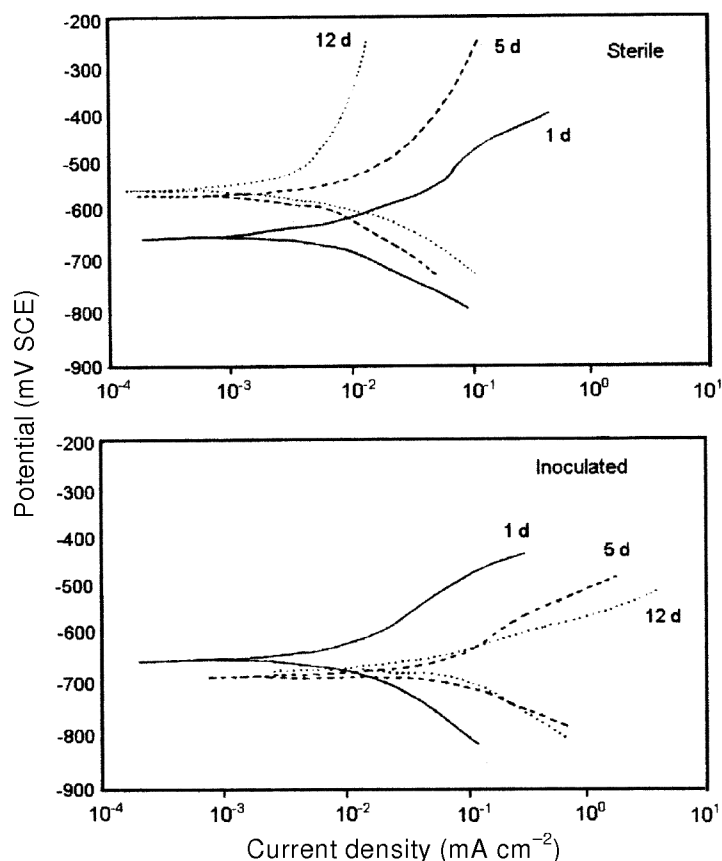 -200
12 d
5 d
Sterile
-300
-400
1 d
-500
-600
-700
-800
-900
10⁻⁴ 10⁻³ 10⁻² 10⁻¹ 10⁰ 10¹
Potential (mV SCE)
-200
Inoculated
-300
-400
1 d
5 d
-500
-600
12 d
-700
-800
-900
10⁻⁴ 10⁻³ 10⁻² 10⁻¹ 10⁰ 10¹
Current density (mA cm⁻²)